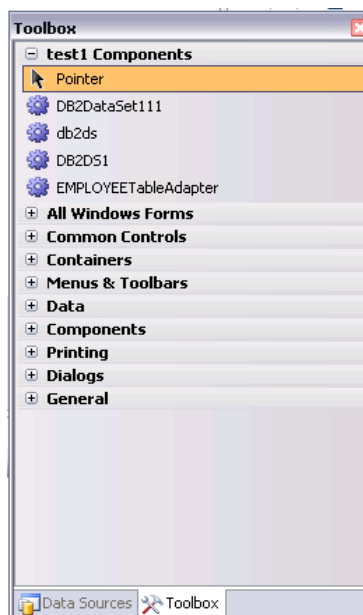 Toolbox
test1 Components
Pointer
DB2DataSet111
db2ds
DB2DS1
EMPLOYEETableAdapter
All Windows Forms
Common Controls
Containers
Menus & Toolbars
Data
Components
Printing
Dialogs
General
Data Sources Toolbox